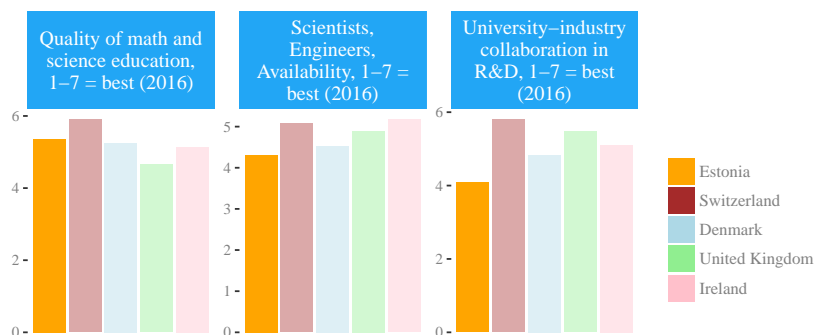 Quality of math and
science education,
1–7 = best (2016)
Scientists,
Engineers,
Availability, 1–7 =
best (2016)
University–industry
collaboration in
R&D, 1–7 = best
(2016)
6
4
2
0
5
4
3
2
1
0
6
4
2
0
Estonia
Switzerland
Denmark
United Kingdom
Ireland